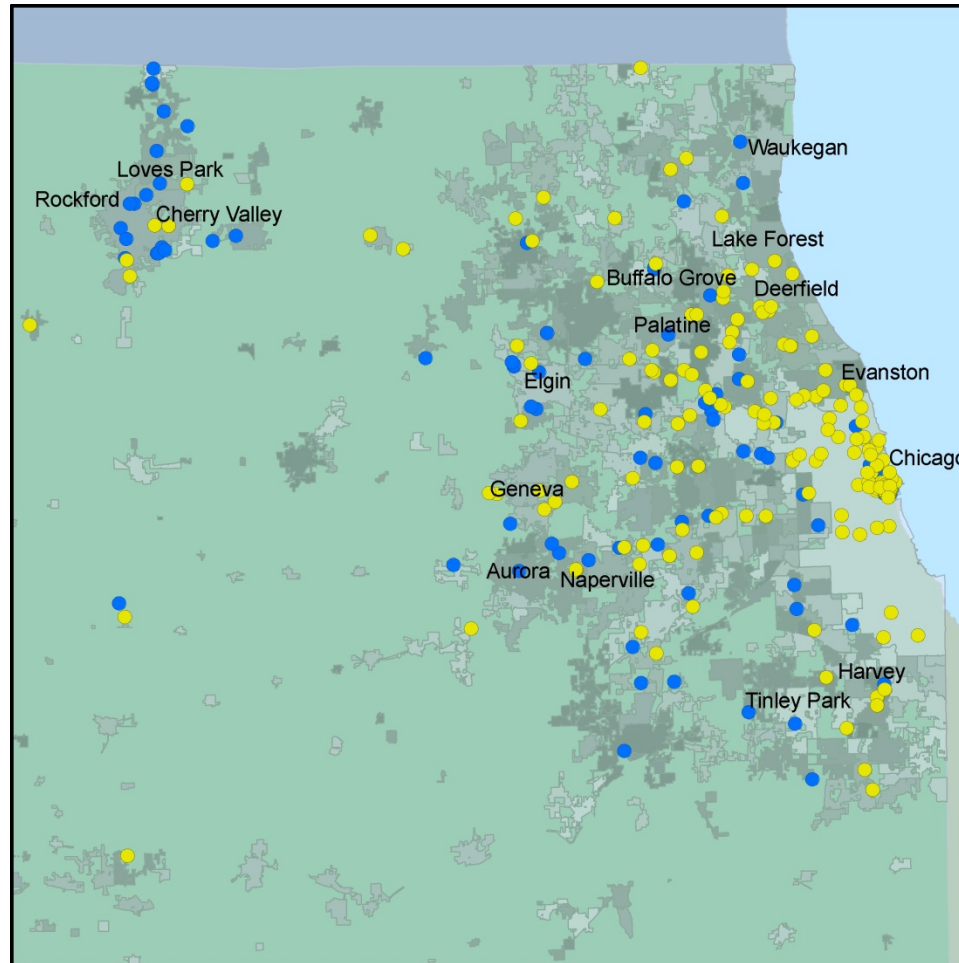 Waukegan
Loves Park
Rockford
Cherry Valley
Lake Forest
Buffalo Grove
Deerfield
Palatine
Elgin
Evanston
Chicago
Geneva
Aurora
Naperville
Harvey
Tinley Park